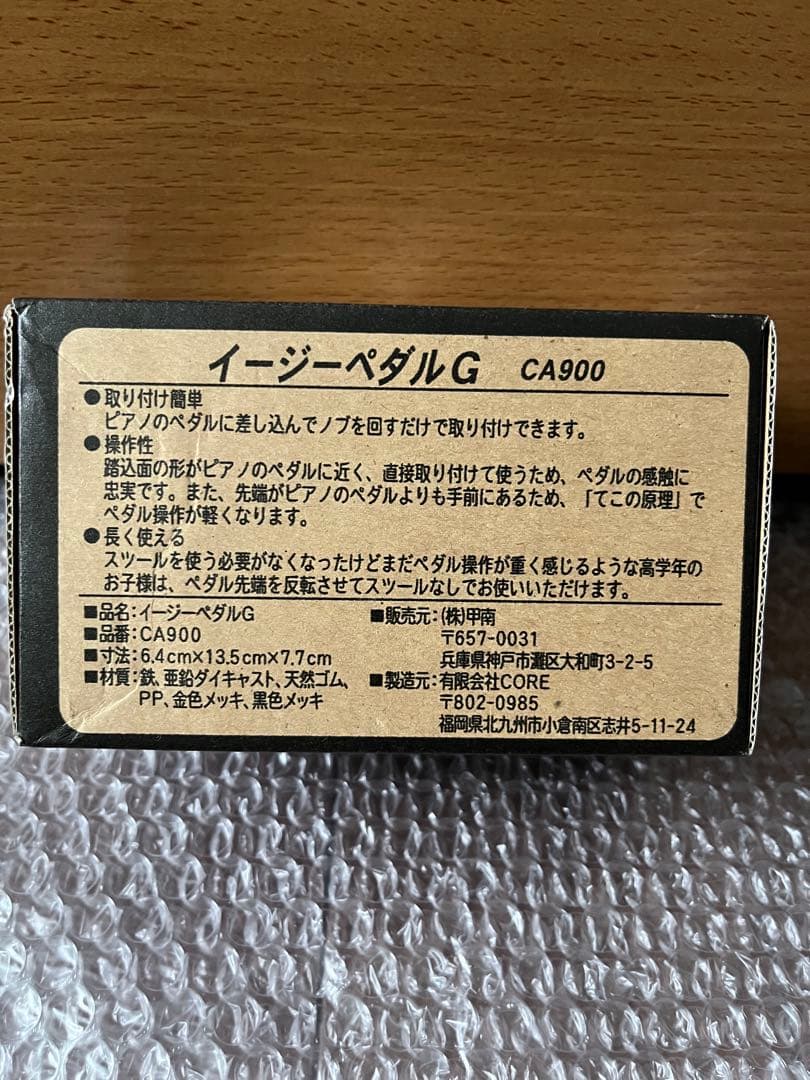 イージーペダルG CA900
●取り付け簡単
ピアノのペダルに差し込んでノブを回すだけで取り付けできます。
●操作性
踏込面の形がピアノのペダルに近く、直接取り付けて使うため、ペダルの感触に
忠実です。また、先端がピアノのペダルよりも手前にあるため、「てこの原理」で
ペダル操作が軽くなります。
●長く使える
スツールを使う必要がなくなったけどまだペダル操作が重く感じるような高学年の
お子様は、ペダル先端を反転させてスツールなしでお使いいただけます。
■品名:イージーペダルG
■品番:CA900
■寸法:6.4cm×13.5cm×7.7cm
■材質:鉄、亜鉛ダイキャスト、天然ゴム、
PP、金色メッキ、黒色メッキ
■販売元:(株)甲南
〒657-0031
兵庫県神戸市灘区大和町3-2-5
■製造元:有限会社CORE
〒802-0985
福岡県北九州市小倉南区志井5-11-24